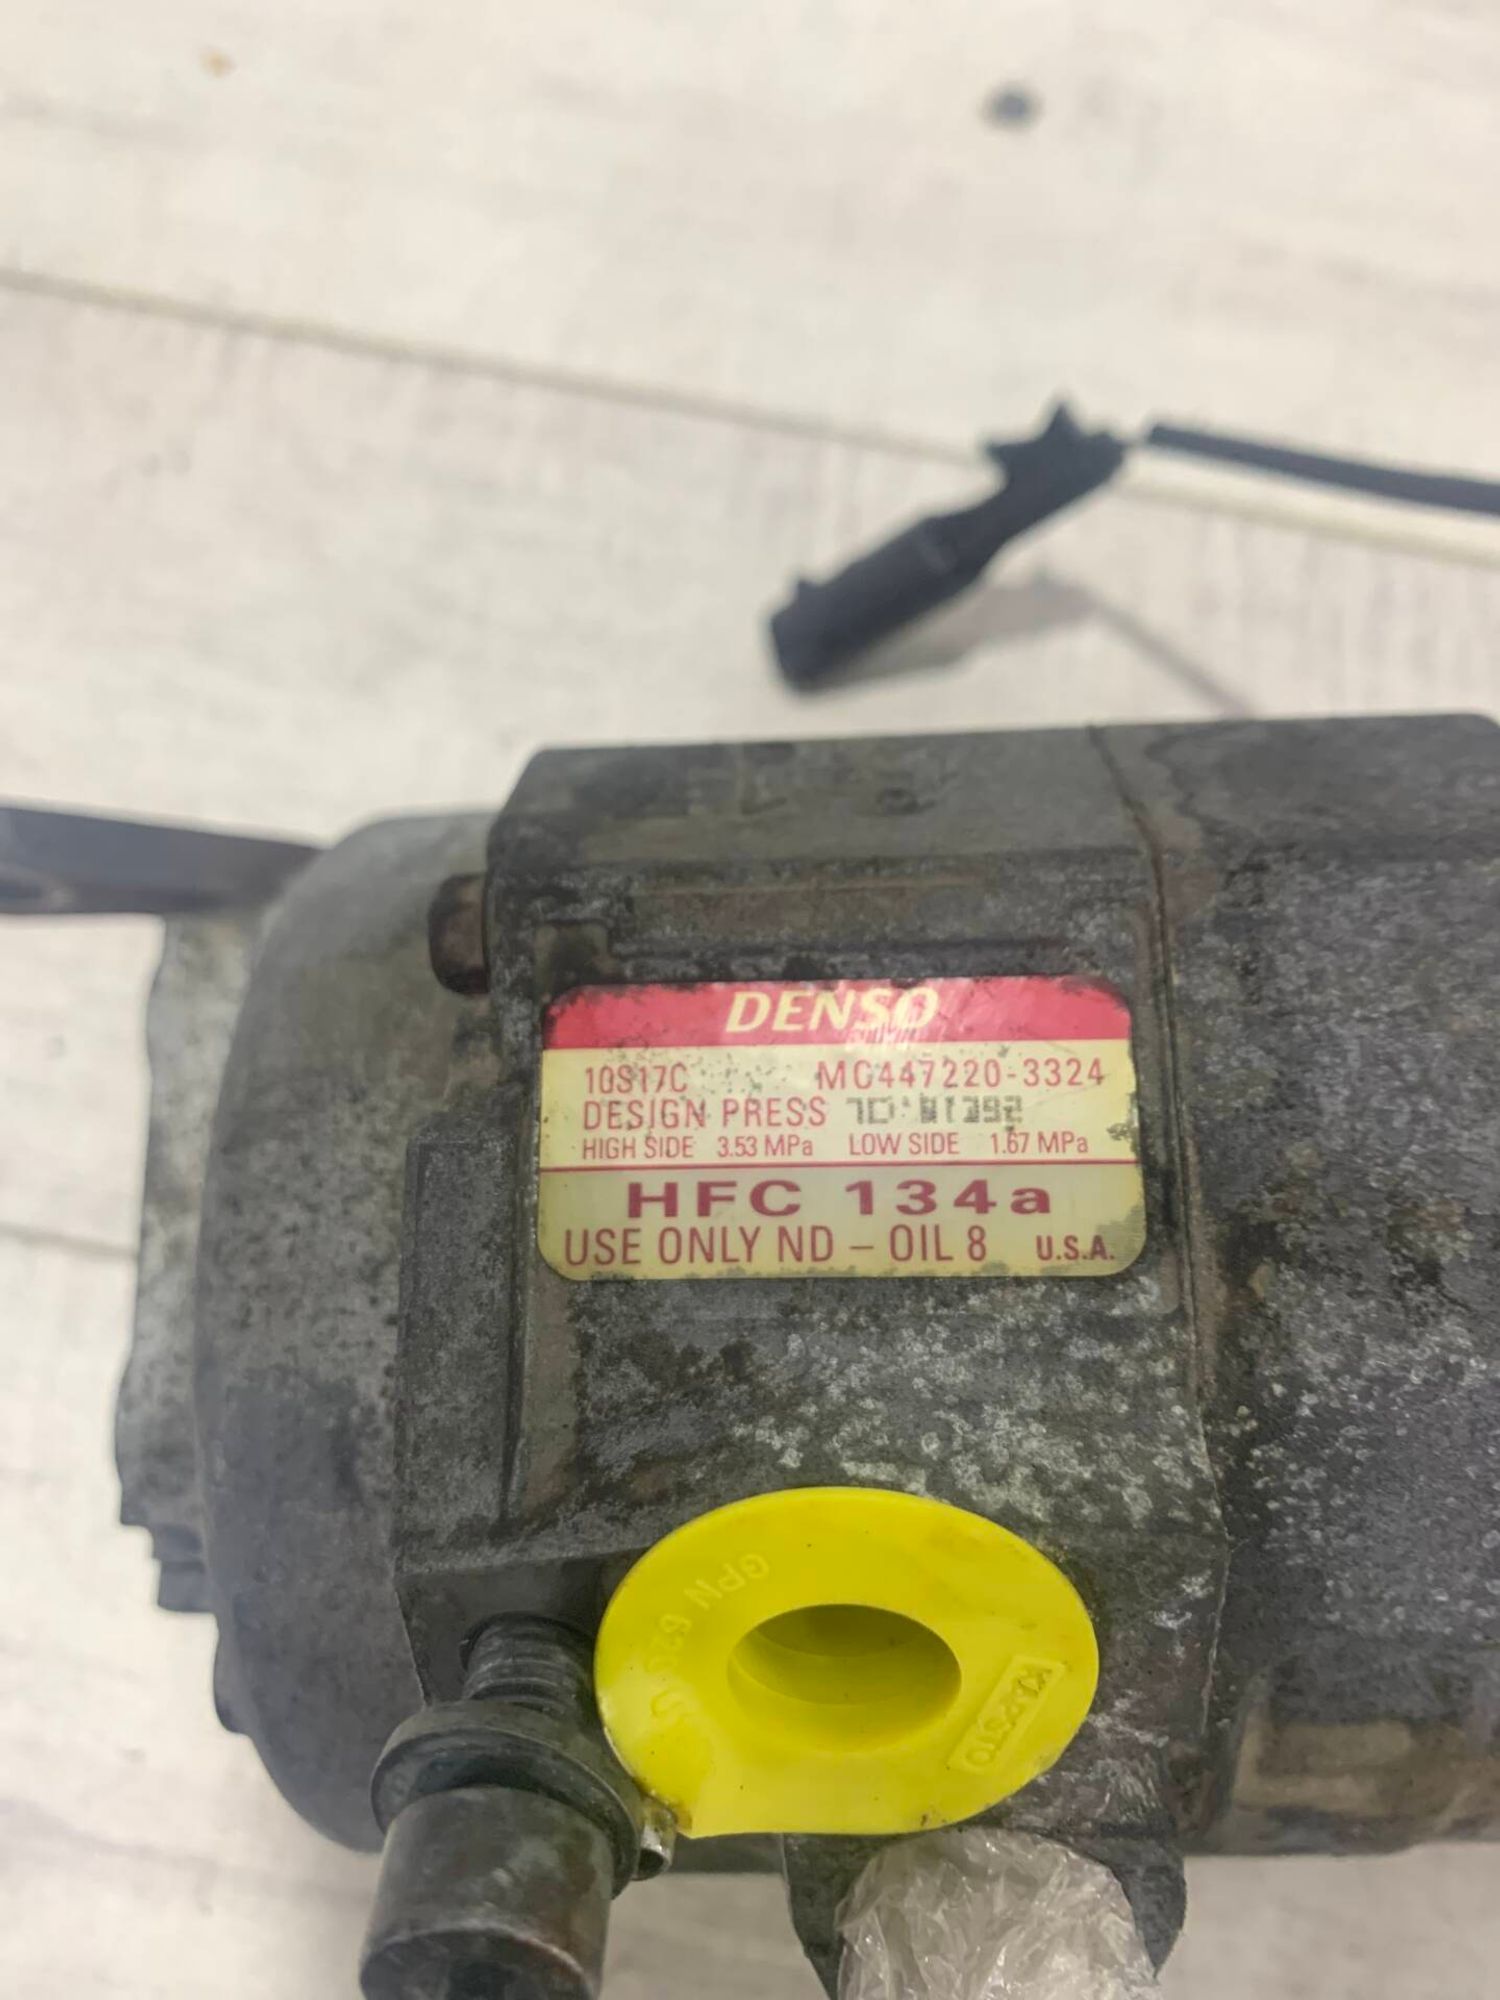 DENSO
10S17C MC447220-3324
DESIGN PRESS
HIGH SIDE 3.53 MPa LOW SIDE 1.67 MPa
HFC 134a
USE ONLY ND - OIL 8 U.S.A.
GPN